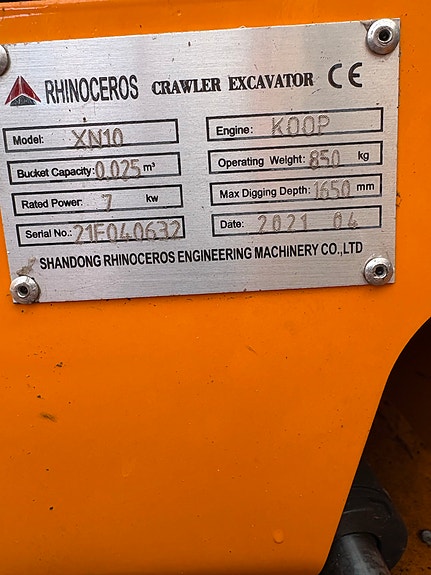 RHINOCEROS CRAWLER EXCAVATOR CE
Model: XN10 Engine: KOOP
Bucket Capacity: 0.025 m³ Operating Weight: 850 kg
Rated Power: 7 kw Max Digging Depth: 1650 mm
Serial No.: 21E040632 Date: 2021 04
SHANDONG RHINOCEROS ENGINEERING MACHINERY CO.,LTD